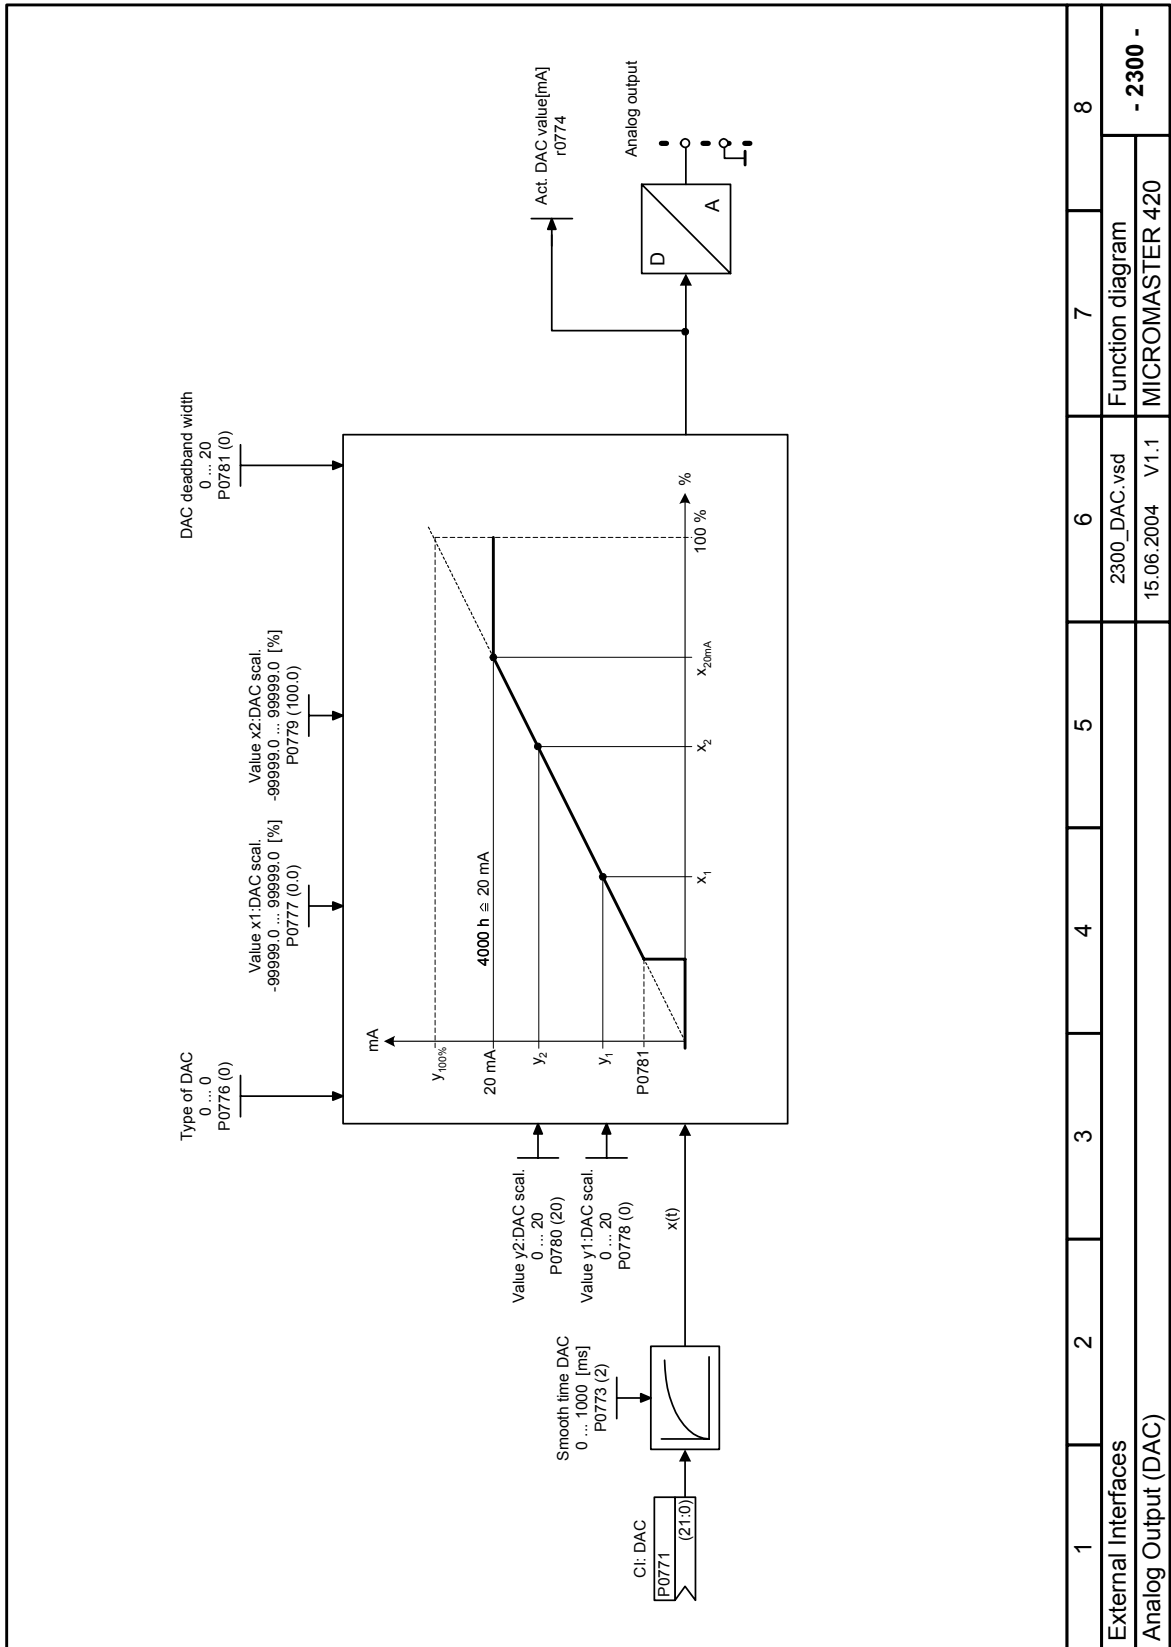 Type of DAC
0 ... 0
P0776 (0)
Value x1:DAC scal.
-99999.0 ... 99999.0 [%]
P0777 (0.0)
Value x2:DAC scal.
-99999.0 ... 99999.0 [%]
P0779 (100.0)
DAC deadband width
0 ... 20
P0781 (0)
CI: DAC
P0771
(21:0)
Smooth time DAC
0 ... 1000 [ms]
P0773 (2)
Value y2:DAC scal.
0 ... 20
P0780 (20)
Value y1:DAC scal.
0 ... 20
P0778 (0)
x(t)
mA
y100%
20 mA
y2
y1
P0781
4000 h ≙ 20 mA
x1
x2
x20mA
100 %
%
Act. DAC value[mA]
r0774
Analog output
D
A
1 2 3 4 5 6 7 8
External Interfaces 2300_DAC.vsd Function diagram - 2300 -
Analog Output (DAC) 15.06.2004 V1.1 MICROMASTER 420